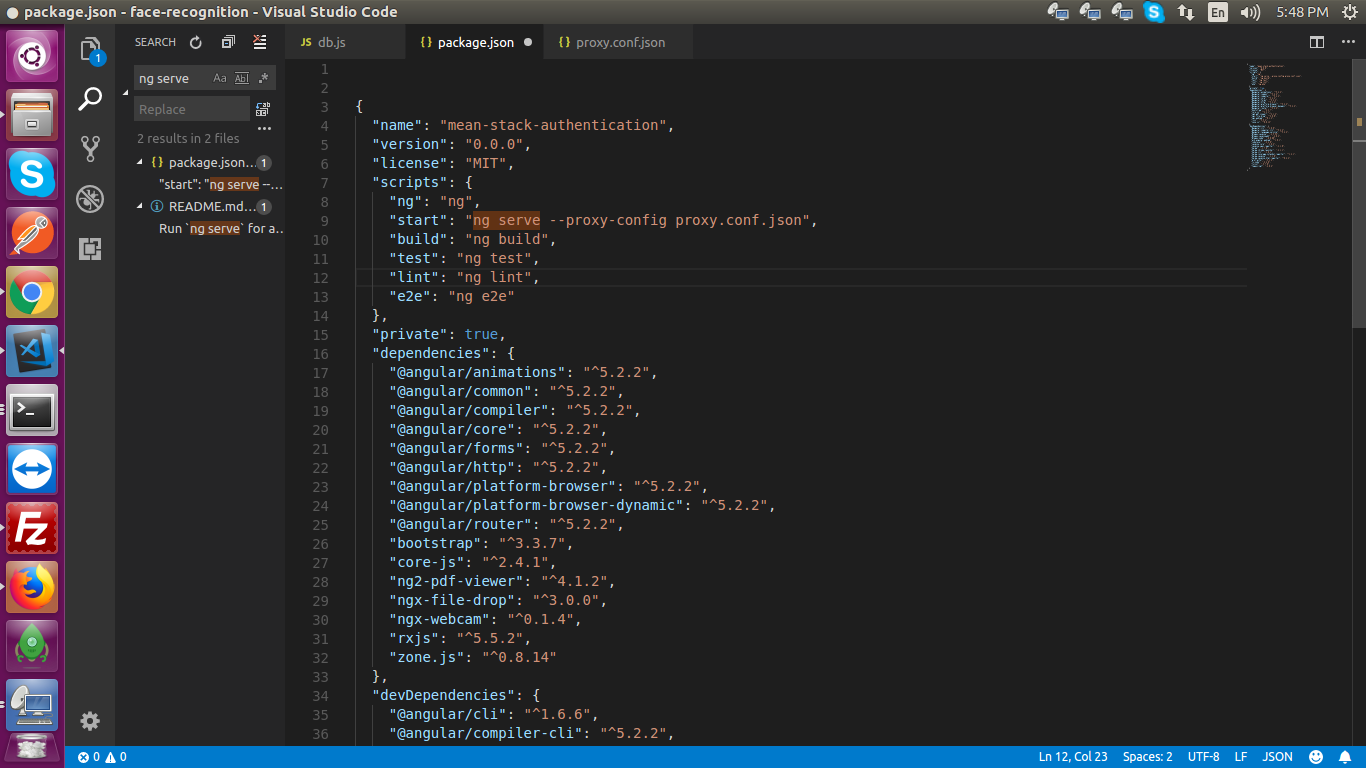 package.json - face-recognition - Visual Studio Code
En
5:48 PM
SEARCH
JS db.js
{} package.json
{} proxy.conf.json
1
ng serve
Aa Abl .*
Replace
2 results in 2 files
{} package.json... 1
"start": "ng serve --...
README.md... 1
Run `ng serve` for a...
1
2
3 {
4 "name": "mean-stack-authentication",
5 "version": "0.0.0",
6 "license": "MIT",
7 "scripts": {
8 "ng": "ng",
9 "start": "ng serve --proxy-config proxy.conf.json",
10 "build": "ng build",
11 "test": "ng test",
12 "lint": "ng lint",
13 "e2e": "ng e2e"
14 },
15 "private": true,
16 "dependencies": {
17 "@angular/animations": "^5.2.2",
18 "@angular/common": "^5.2.2",
19 "@angular/compiler": "^5.2.2",
20 "@angular/core": "^5.2.2",
21 "@angular/forms": "^5.2.2",
22 "@angular/http": "^5.2.2",
23 "@angular/platform-browser": "^5.2.2",
24 "@angular/platform-browser-dynamic": "^5.2.2",
25 "@angular/router": "^5.2.2",
26 "bootstrap": "^3.3.7",
27 "core-js": "^2.4.1",
28 "ng2-pdf-viewer": "^4.1.2",
29 "ngx-file-drop": "^3.0.0",
30 "ngx-webcam": "^0.1.4",
31 "rxjs": "^5.5.2",
32 "zone.js": "^0.8.14"
33 },
34 "devDependencies": {
35 "@angular/cli": "^1.6.6",
36 "@angular/compiler-cli": "^5.2.2",
0 0
Ln 12, Col 23
Spaces: 2
UTF-8
LF
JSON